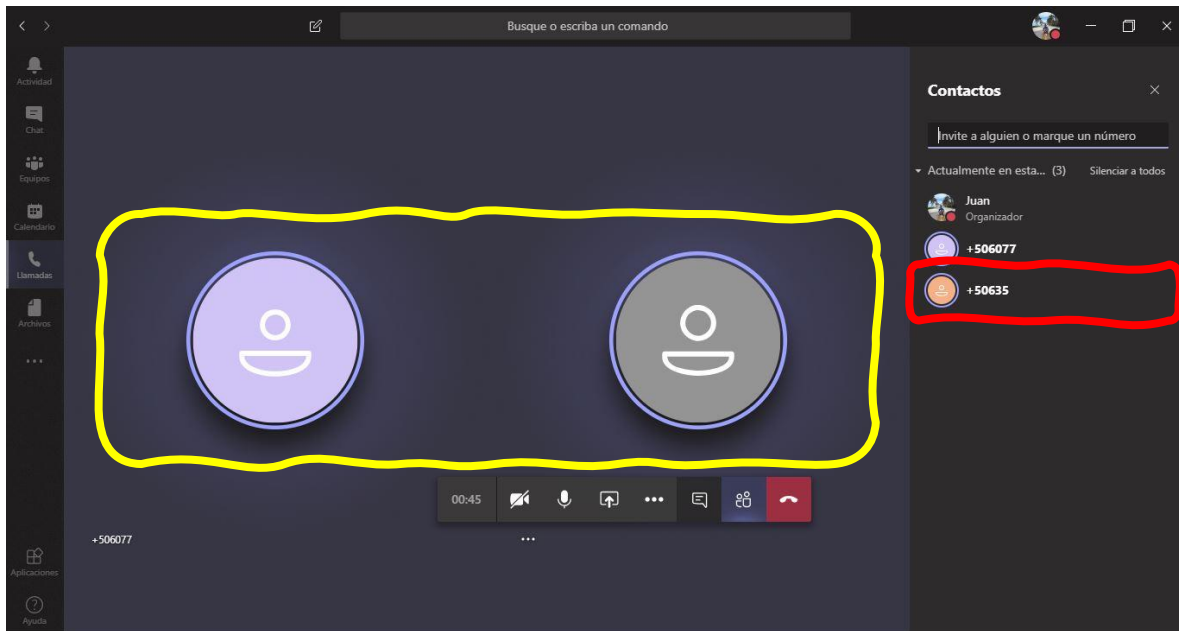 Busque o escriba un comando
Actividad
Chat
Equipos
Calendario
Llamadas
Archivos
Aplicaciones
Ayuda
00:45
+506077
Contactos
Invite a alguien o marque un número
Actualmente en esta... (3) Silenciar a todos
Juan
Organizador
+506077
+50635